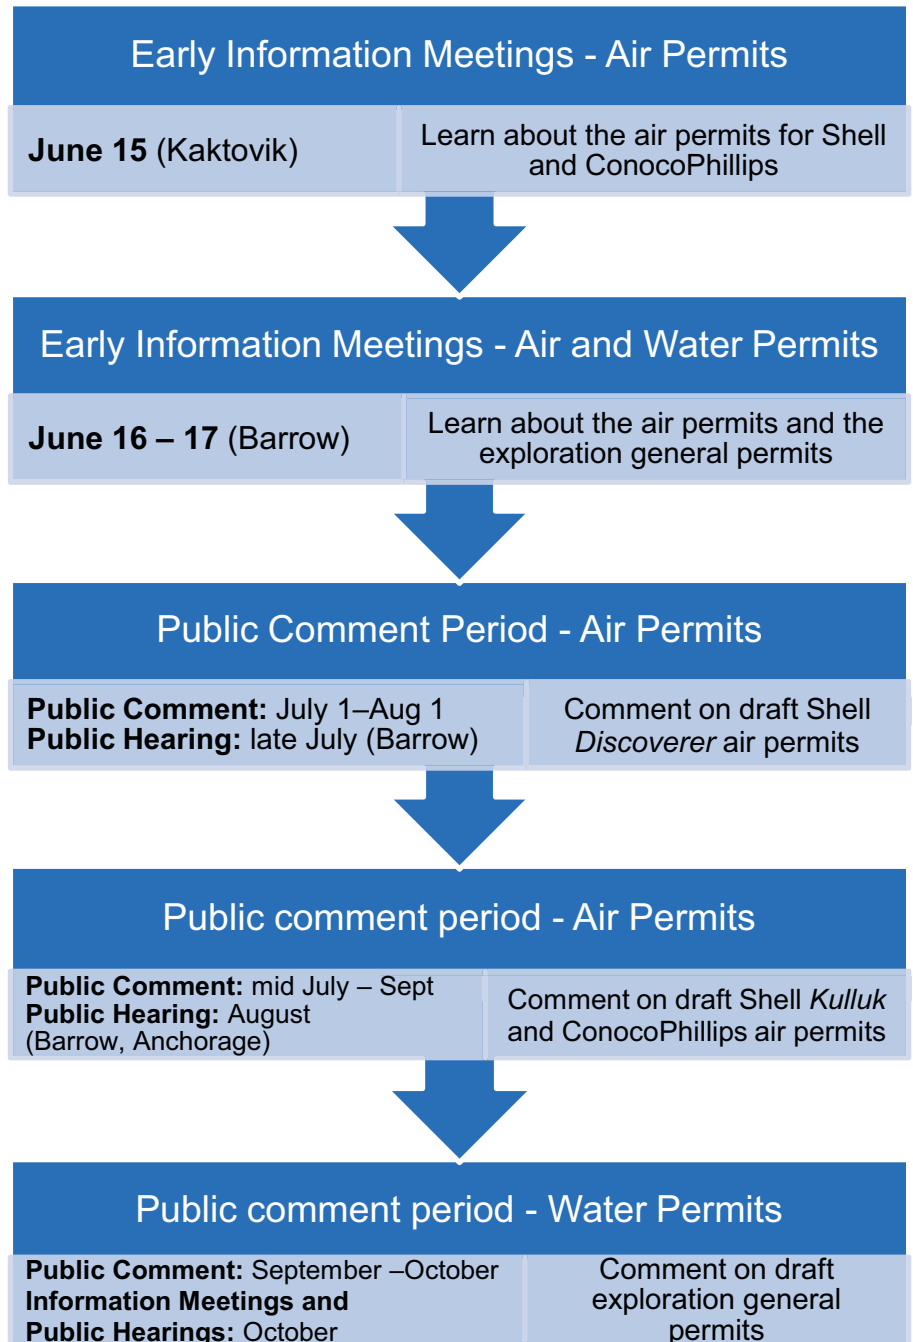 Early Information Meetings - Air Permits
June 15 (Kaktovik)
Learn about the air permits for Shell
and ConocoPhillips
Early Information Meetings - Air and Water Permits
June 16 – 17 (Barrow)
Learn about the air permits and the
exploration general permits
Public Comment Period - Air Permits
Public Comment: July 1–Aug 1
Public Hearing: late July (Barrow)
Comment on draft Shell
Discoverer air permits
Public comment period - Air Permits
Public Comment: mid July – Sept
Public Hearing: August
(Barrow, Anchorage)
Comment on draft Shell Kulluk
and ConocoPhillips air permits
Public comment period - Water Permits
Public Comment: September –October
Information Meetings and
Public Hearings: October
Comment on draft
exploration general
permits